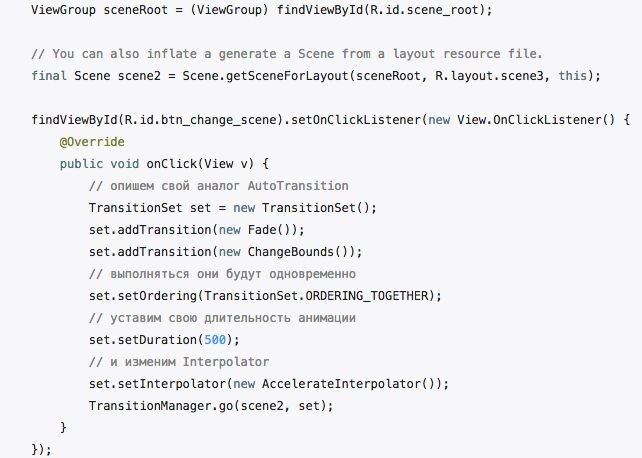 ViewGroup sceneRoot = (ViewGroup) findViewById(R.id.scene_root);

// You can also inflate a generate a Scene from a layout resource file.
final Scene scene2 = Scene.getSceneForLayout(sceneRoot, R.layout.scene3, this);

findViewById(R.id.btn_change_scene).setOnClickListener(new View.OnClickListener() {
    @Override
    public void onClick(View v) {
        // опишем свой аналог AutoTransition
        TransitionSet set = new TransitionSet();
        set.addTransition(new Fade());
        set.addTransition(new ChangeBounds());
        // выполняться они будут одновременно
        set.setOrdering(TransitionSet.ORDERING_TOGETHER);
        // уставим свою длительность анимации
        set.setDuration(500);
        // и изменим Interpolator
        set.setInterpolator(new AccelerateInterpolator());
        TransitionManager.go(scene2, set);
    }
});